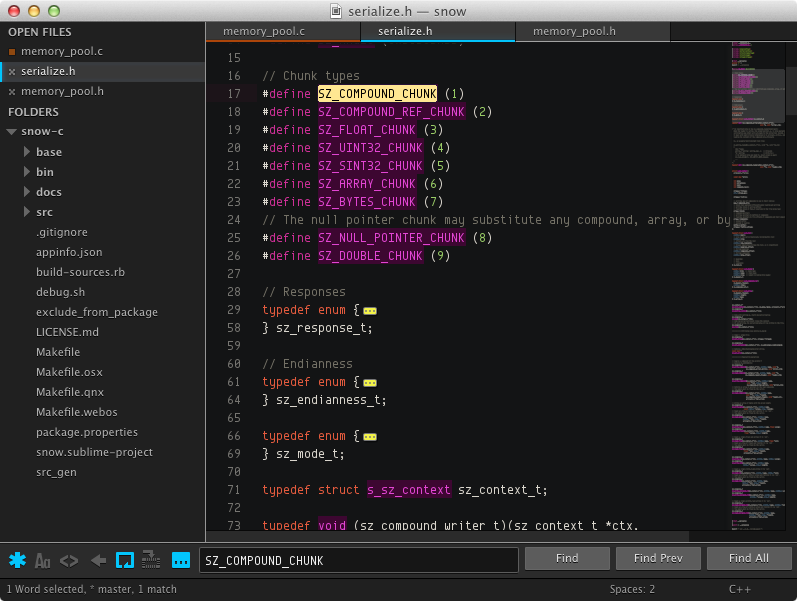 serialize.h — snow
OPEN FILES
memory_pool.c
serialize.h
memory_pool.h
FOLDERS
snow-c
base
bin
docs
src
.gitignore
appinfo.json
build-sources.rb
debug.sh
exclude_from_package
LICENSE.md
Makefile
Makefile.osx
Makefile.qnx
Makefile.webos
package.properties
snow.sublime-project
src_gen
memory_pool.c serialize.h memory_pool.h
15
16 // Chunk types
17 #define SZ_COMPOUND_CHUNK (1)
18 #define SZ_COMPOUND_REF_CHUNK (2)
19 #define SZ_FLOAT_CHUNK (3)
20 #define SZ_UINT32_CHUNK (4)
21 #define SZ_SINT32_CHUNK (5)
22 #define SZ_ARRAY_CHUNK (6)
23 #define SZ_BYTES_CHUNK (7)
24 // The null pointer chunk may substitute any compound, array, or by
25 #define SZ_NULL_POINTER_CHUNK (8)
26 #define SZ_DOUBLE_CHUNK (9)
27
28 // Responses
29 typedef enum {
58 } sz_response_t;
59
60 // Endianness
61 typedef enum {
64 } sz_endianness_t;
65
66 typedef enum {
69 } sz_mode_t;
70
71 typedef struct s_sz_context sz_context_t;
72
73 typedef void (sz_compound_writer_t)(sz_context_t *ctx,
Aa <> SZ_COMPOUND_CHUNK Find Find Prev Find All
1 Word selected, * master, 1 match Spaces: 2 C++